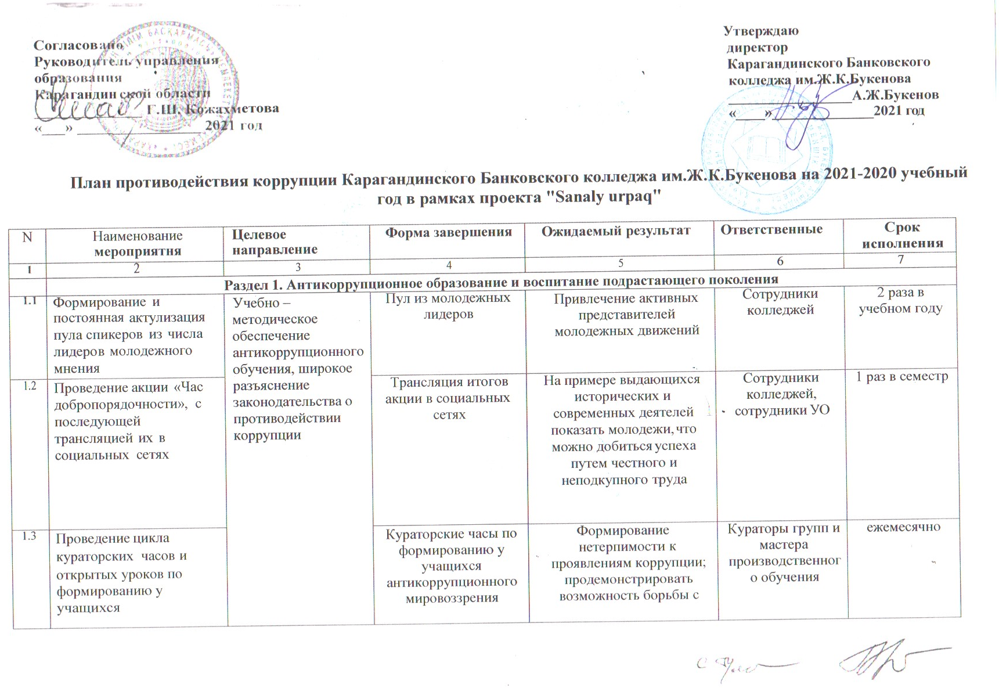 Согласовано
Руководитель управления
образования
Карагандинской области
____________ Г.Ш. Кожахметова
«___» ________________ 2021 год
Утверждаю
директор
Карагандинского Банковского
колледжа им.Ж.К.Букенова
________________А.Ж.Букенов
«____»______________2021 год
План противодействия коррупции Карагандинского Банковского колледжа им.Ж.К.Букенова на 2021-2020 учебный
год в рамках проекта "Sanaly urpaq"
N
Наименование
мероприятия
Целевое
направление
Форма завершения
Ожидаемый результат
Ответственные
Срок
исполнения
1
2
3
4
5
6
7
Раздел 1. Антикоррупционное образование и воспитание подрастающего поколения
1.1
Формирование и
постоянная актулизация
пула спикеров из числа
лидеров молодежного
мнения
Учебно –
методическое
обеспечение
антикоррупционного
обучения, широкое
разъяснение
законодательства о
противодействии
коррупции
Пул из молодежных
лидеров
Привлечение активных
представителей
молодежных движений
Сотрудники
колледжей
2 раза в
учебном году
1.2
Проведение акции «Час
добропорядочности», с
последующей
трансляцией их в
социальных сетях
Трансляция итогов
акции в социальных
сетях
На примере выдающихся
исторических и
современных деятелей
показать молодежи, что
можно добиться успеха
путем честного и
неподкупного труда
Сотрудники
колледжей,
сотрудники УО
1 раз в семестр
1.3
Проведение цикла
кураторских часов и
открытых уроков по
формированию у
учащихся
Кураторские часы по
формированию у
учащихся
антикоррупционного
мировоззрения
Формирование
нетерпимости к
проявлениям коррупции;
продемонстрировать
возможность борьбы с
Кураторы групп и
мастера
производственног
о обучения
ежемесячно